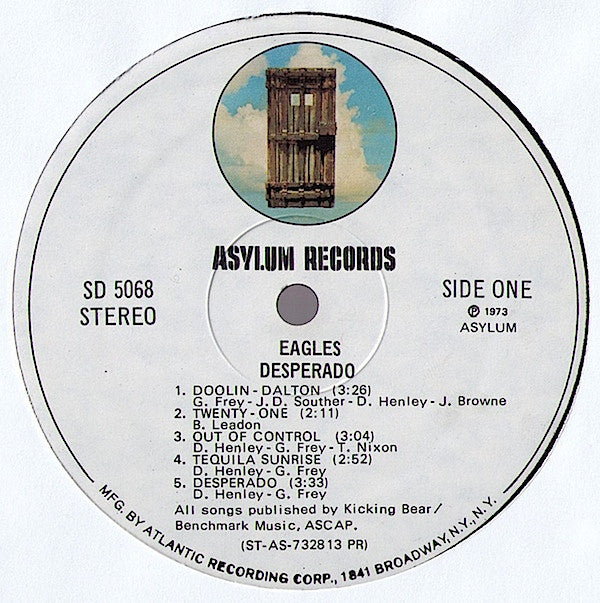 ASYLUM RECORDS
SD 5068
STEREO
SIDE ONE
Ⓟ 1973
ASYLUM
EAGLES
DESPERADO
1. DOOLIN - DALTON (3:26)
G. Frey - J. D. Souther - D. Henley - J. Browne
2. TWENTY - ONE (2:11)
B. Leadon
3. OUT OF CONTROL (3:04)
D. Henley - G. Frey - T. Nixon
4. TEQUILA SUNRISE (2:52)
D. Henley - G. Frey
5. DESPERADO (3:33)
D. Henley - G. Frey
All songs published by Kicking Bear/
Benchmark Music, ASCAP.
(ST-AS-732813 PR)
MFG. BY ATLANTIC RECORDING CORP., 1841 BROADWAY, N.Y., N.Y.